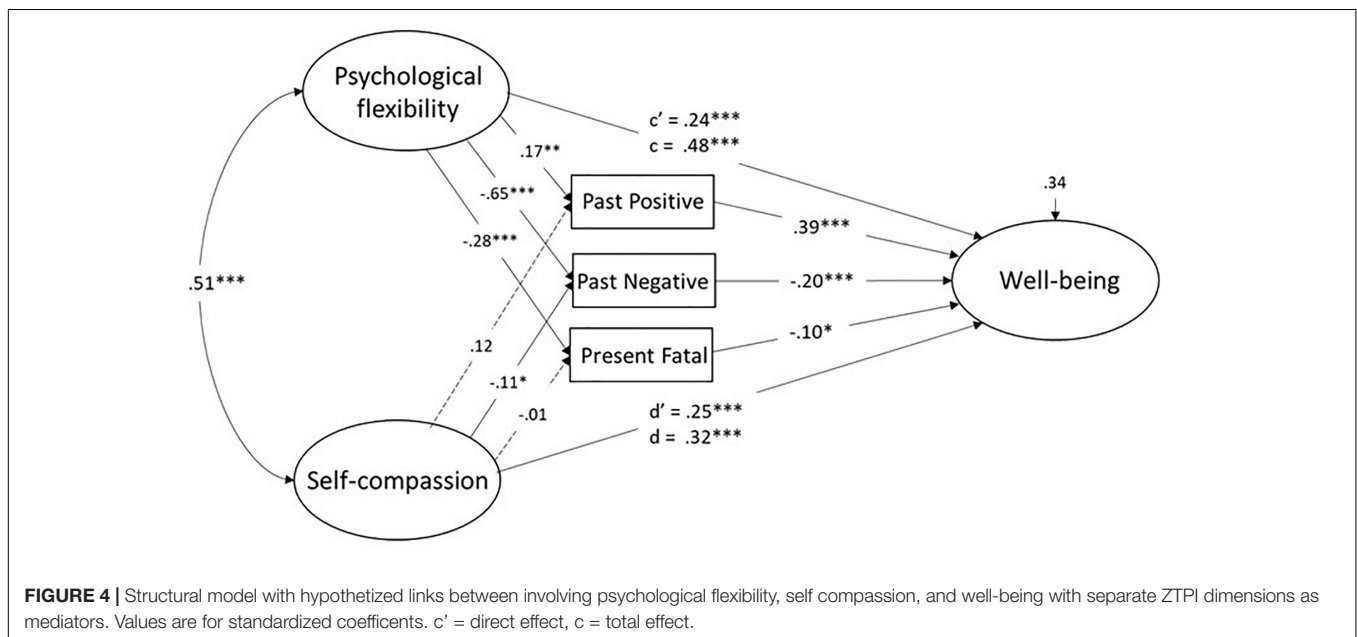 Psychological
flexibility
c' = .24***
c = .48***
.17**
-.65***
-.28***
Past Positive
.39***
.34
.51***
Past Negative
-.20***
Well-being
Present Fatal
-.10*
.12
-.11*
-.01
d' = .25***
d = .32***
Self-compassion
FIGURE 4 | Structural model with hypothetized links between involving psychological flexibility, self compassion, and well-being with separate ZTPI dimensions as
mediators. Values are for standardized coefficents. c' = direct effect, c = total effect.